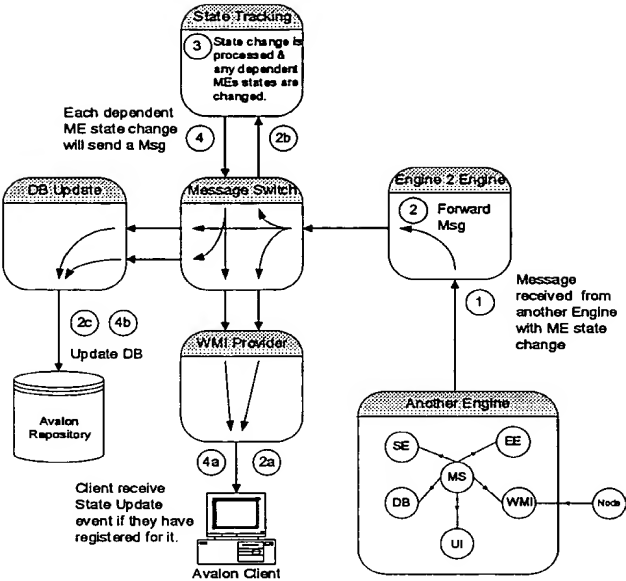 State Tracking
3
State change is
processed &
any dependent
MEs states are
changed.
Each dependent
ME state change
will send a Msg
4
2b
DB Update
Message Switch
Engine 2 Engine
2
Forward
Msg
1
Message
received from
another Engine
with ME state
change
2c
4b
Update DB
WMI Provider
Avalon
Repository
4a
2a
Client receive
State Update
event if they have
registered for it.
Avalon Client
Another Engine
SE
EE
MS
DB
WMI
Node
UI